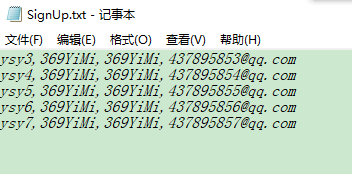 SignUp.txt - 记事本
文件(F) 编辑(E) 格式(O) 查看(V) 帮助(H)
ysy3,369YiMi,369YiMi,437895853@qq.com
ysy4,369YiMi,369YiMi,437895854@qq.com
ysy5,369YiMi,369YiMi,437895855@qq.com
ysy6,369YiMi,369YiMi,437895856@qq.com
ysy7,369YiMi,369YiMi,437895857@qq.com